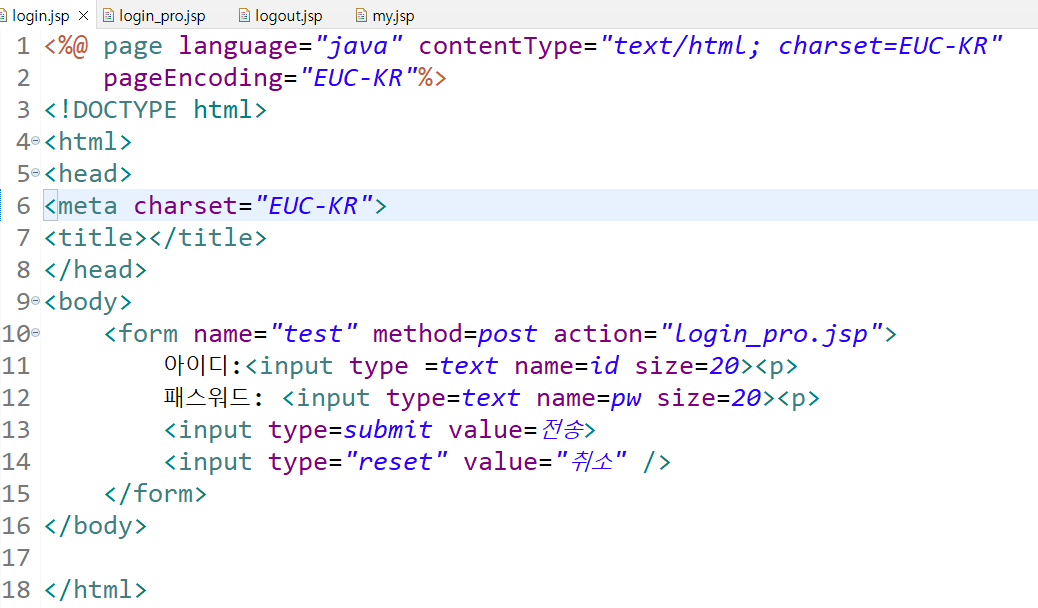 login.jsp login_pro.jsp logout.jsp my.jsp
1 <%@ page language="java" contentType="text/html; charset=EUC-KR"
2     pageEncoding="EUC-KR"%>
3 <!DOCTYPE html>
4 <html>
5 <head>
6 <meta charset="EUC-KR">
7 <title></title>
8 </head>
9 <body>
10     <form name="test" method=post action="login_pro.jsp">
11         아이디:<input type =text name=id size=20><p>
12         패스워드: <input type=text name=pw size=20><p>
13         <input type=submit value=전송>
14         <input type="reset" value="취소" />
15     </form>
16 </body>
17
18 </html>